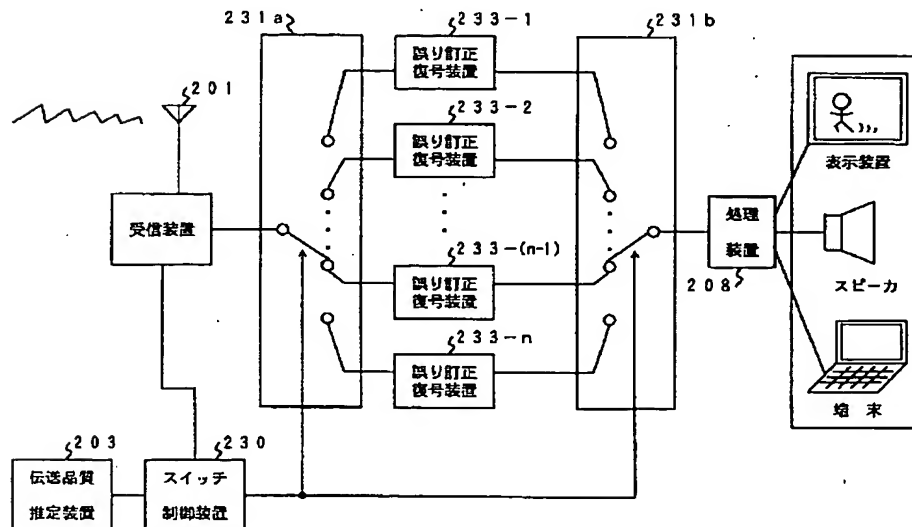 231a
233-1
231b
誤り訂正
復号装置
201
233-2
誤り訂正
復号装置
表示装置
受信装置
処理
装置
233-(n-1)
208
誤り訂正
復号装置
スピーカ
233-n
誤り訂正
復号装置
端末
203
230
伝送品質
推定装置
スイッチ
制御装置